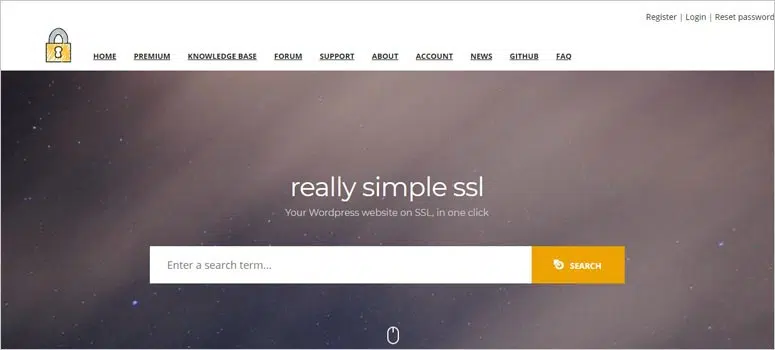 Register | Login | Reset password
HOME PREMIUM KNOWLEDGE BASE FORUM SUPPORT ABOUT ACCOUNT NEWS GITHUB FAQ
really simple ssl
Your Wordpress website on SSL, in one click
Enter a search term... SEARCH